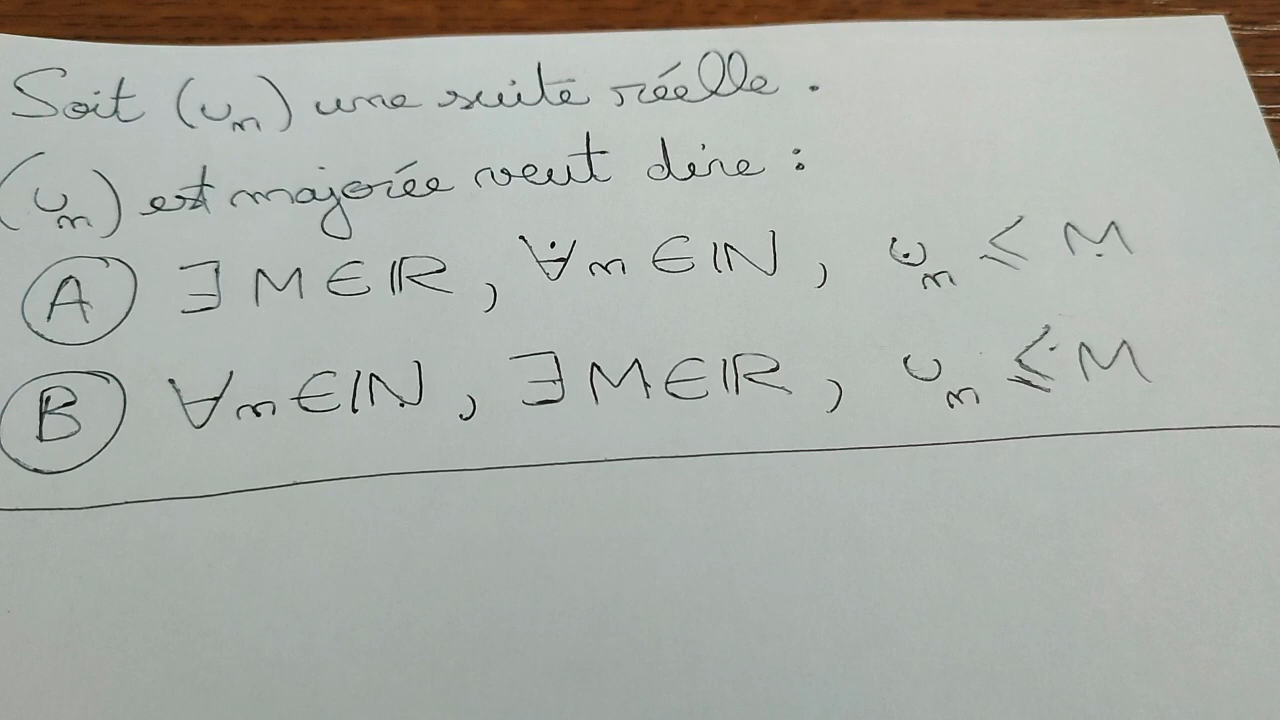 Soit (un) une suite réelle.
(un) est majorée veut dire :
A ∃ M ∈ ℝ, ∀n ∈ ℕ, un ≤ M
B ∀n ∈ ℕ, ∃ M ∈ ℝ, un ≤ M